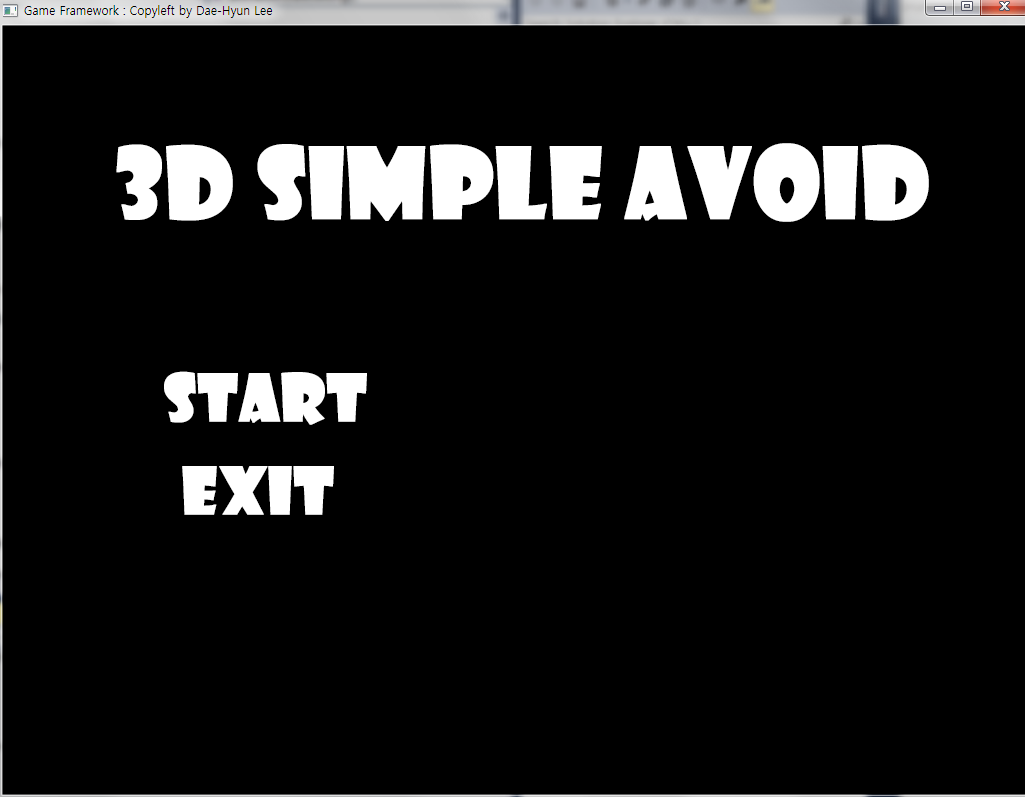 Game Framework : Copyleft by Dae-Hyun Lee
3D SIMPLE AVOID
START
EXIT